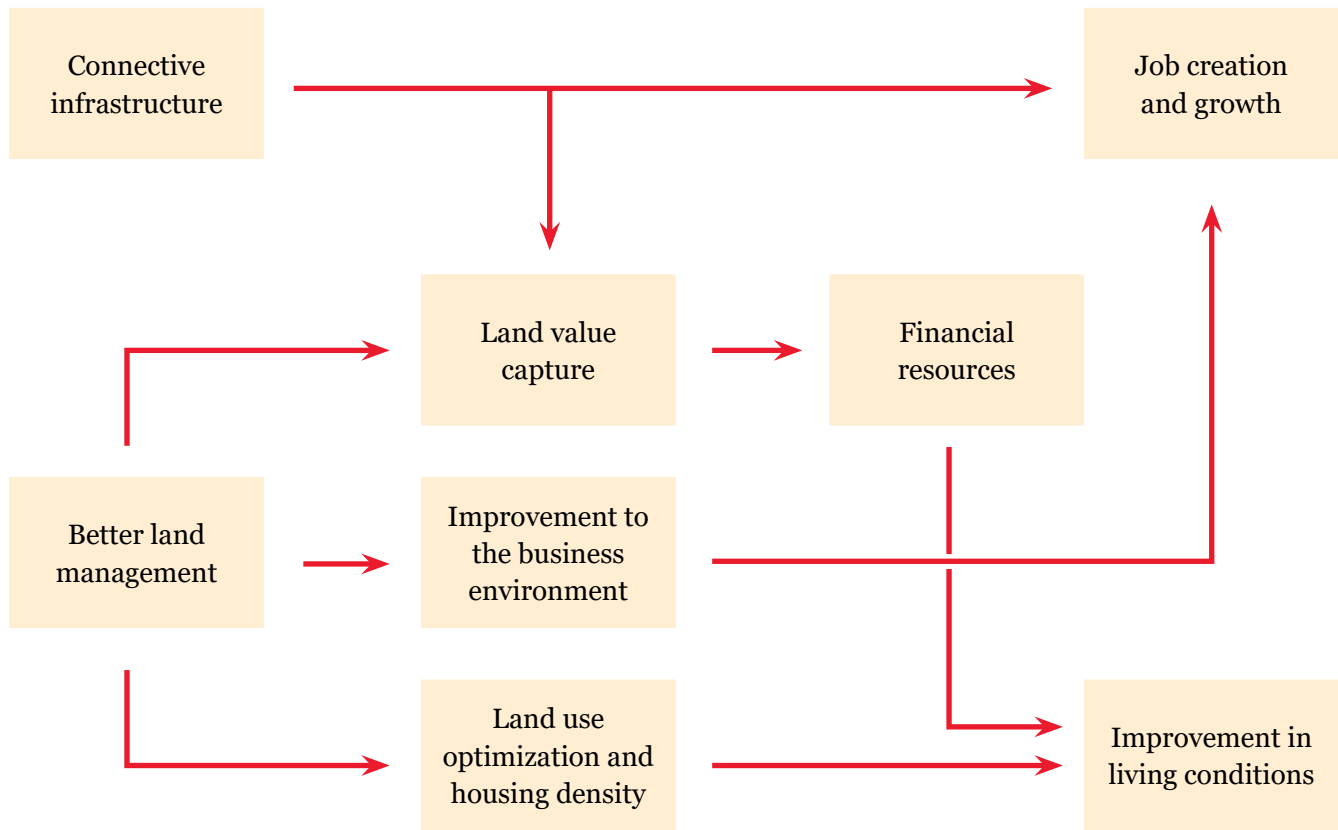 Connective
infrastructure
Job creation
and growth
Land value
capture
Financial
resources
Better land
management
Improvement to
the business
environment
Land use
optimization and
housing density
Improvement in
living conditions